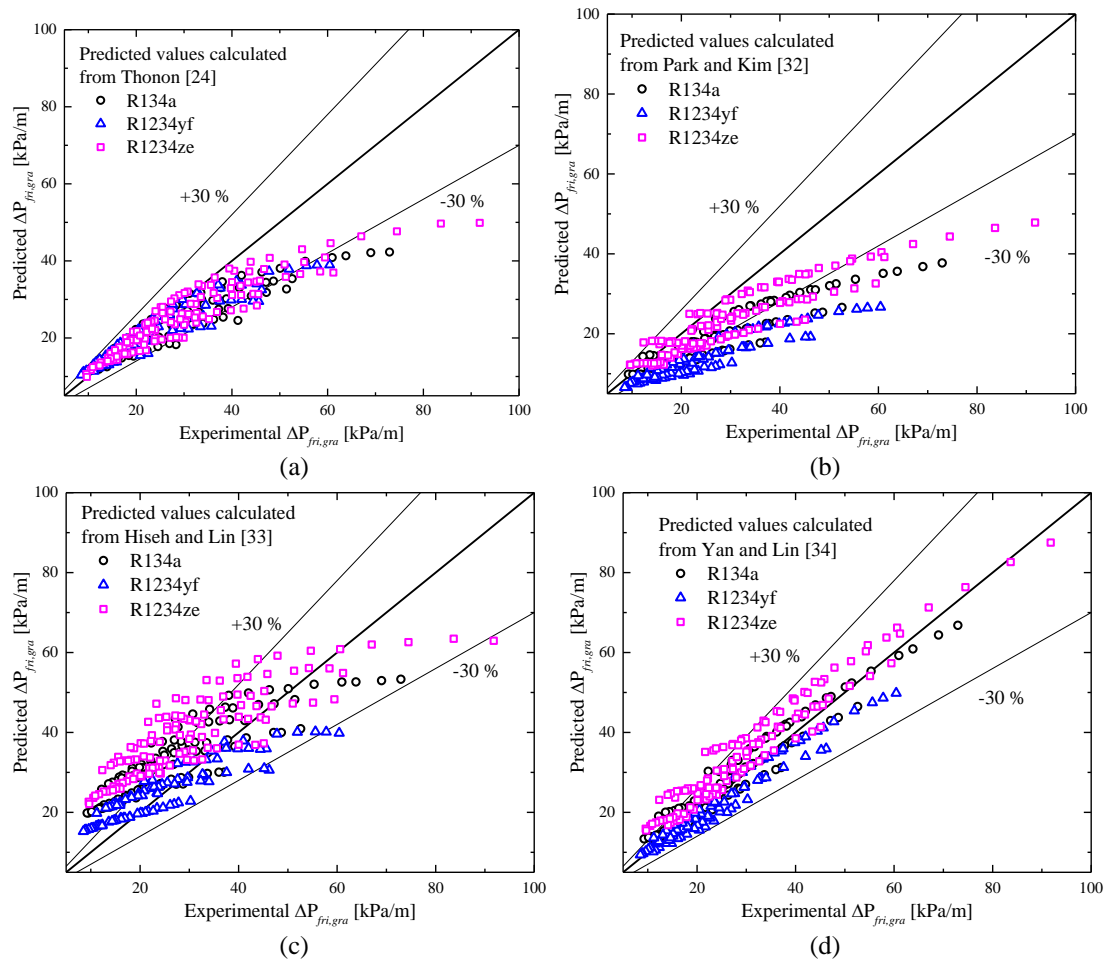 Predicted values calculated
from Thonon [24]
R134a
R1234yf
R1234ze
+30 %
-30 %
100
80
60
40
20
20 40 60 80 100
Predicted ΔP_fri,gra [kPa/m]
Experimental ΔP_fri,gra [kPa/m]
(a)
Predicted values calculated
from Park and Kim [32]
R134a
R1234yf
R1234ze
+30 %
-30 %
100
80
60
40
20
20 40 60 80 100
Predicted ΔP_fri,gra [kPa/m]
Experimental ΔP_fri,gra [kPa/m]
(b)
Predicted values calculated
from Hiseh and Lin [33]
R134a
R1234yf
R1234ze
+30 %
-30 %
100
80
60
40
20
20 40 60 80 100
Predicted ΔP_fri,gra [kPa/m]
Experimental ΔP_fri,gra [kPa/m]
(c)
Predicted values calculated
from Yan and Lin [34]
R134a
R1234yf
R1234ze
+30 %
-30 %
100
80
60
40
20
20 40 60 80 100
Predicted ΔP_fri,gra [kPa/m]
Experimental ΔP_fri,gra [kPa/m]
(d)